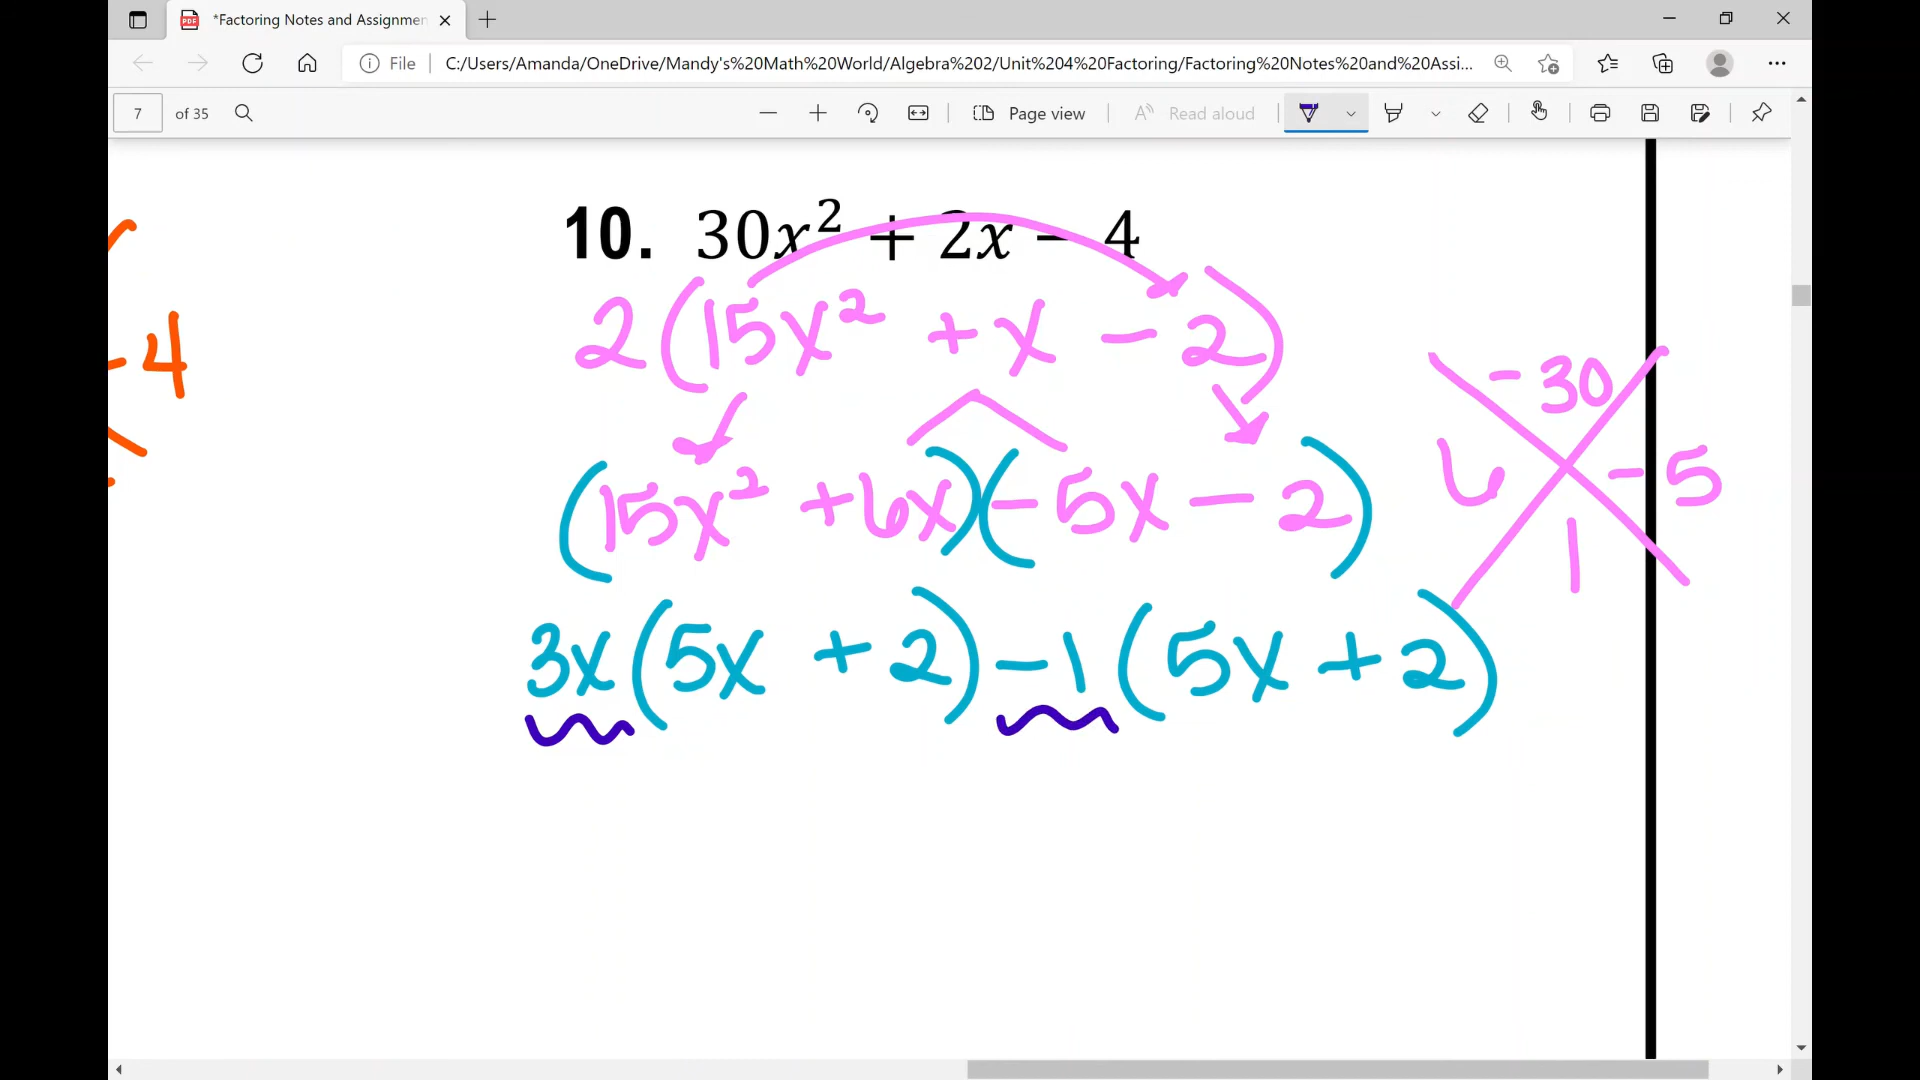 *Factoring Notes and Assignmen
File C:/Users/Amanda/OneDrive/Mandy's%20Math%20World/Algebra%202/Unit%204%20Factoring/Factoring%20Notes%20and%20Assi...
7 of 35 Page view Read aloud
10. 30x² + 2x - 4
2(15x² + x - 2)
-4
-30
6 -5
1
(15x² + 6x)(-5x - 2)
3x(5x + 2) -1(5x + 2)